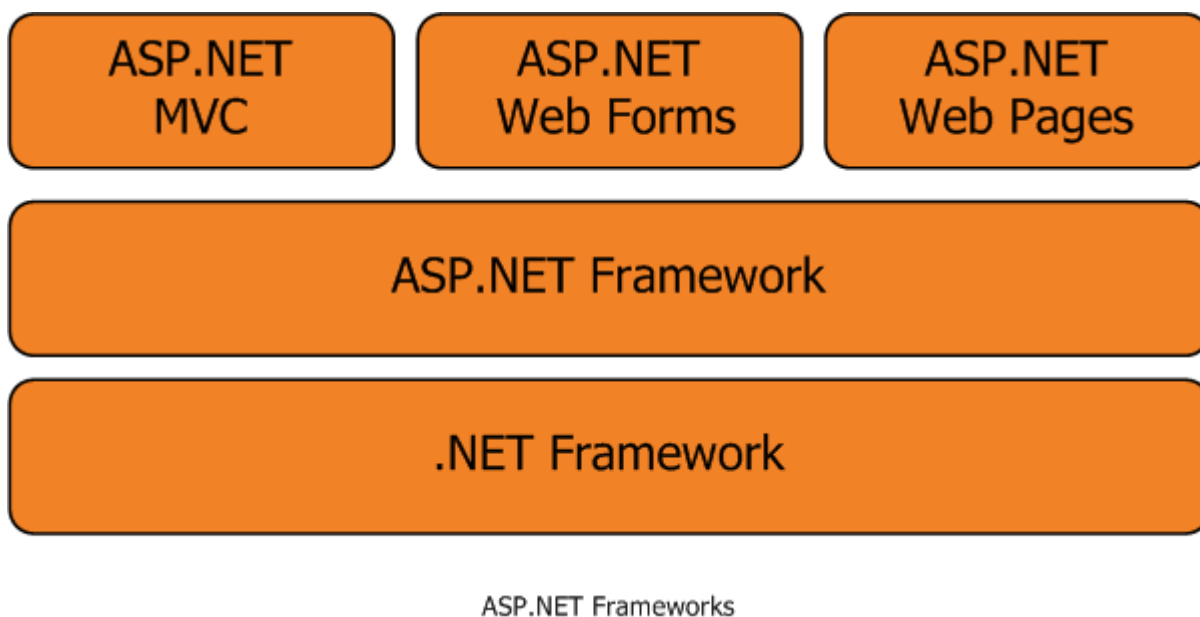 ASP.NET
MVC
ASP.NET
Web Forms
ASP.NET
Web Pages
ASP.NET Framework
.NET Framework
ASP.NET Frameworks